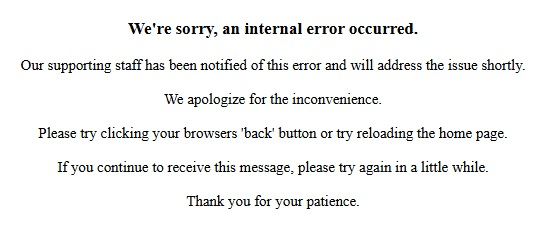 We're sorry, an internal error occurred.
Our supporting staff has been notified of this error and will address the issue shortly.
We apologize for the inconvenience.
Please try clicking your browsers 'back' button or try reloading the home page.
If you continue to receive this message, please try again in a little while.
Thank you for your patience.